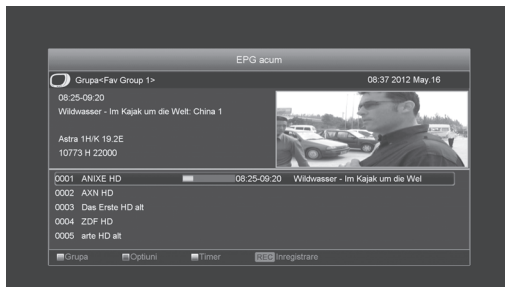 EPG acum
Grupa<Fav Group 1> 08:37 2012 May.16
08:25-09:20
Wildwasser - Im Kajak um die Welt: China 1
Astra 1H/K 19.2E
10773 H 22000
0001 ANIXE HD 08:25-09:20 Wildwasser - Im Kajak um die Wel
0002 AXN HD
0003 Das Erste HD alt
0004 ZDF HD
0005 arte HD alt
Grupa Optiuni Timer REC Inregistrare